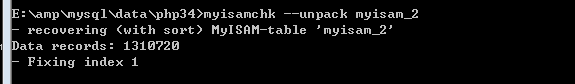 E:\amp\mysql\data\php34>myisamchk --unpack myisam_2
- recovering (with sort) MyISAM-table 'myisam_2'
Data records: 1310720
- Fixing index 1